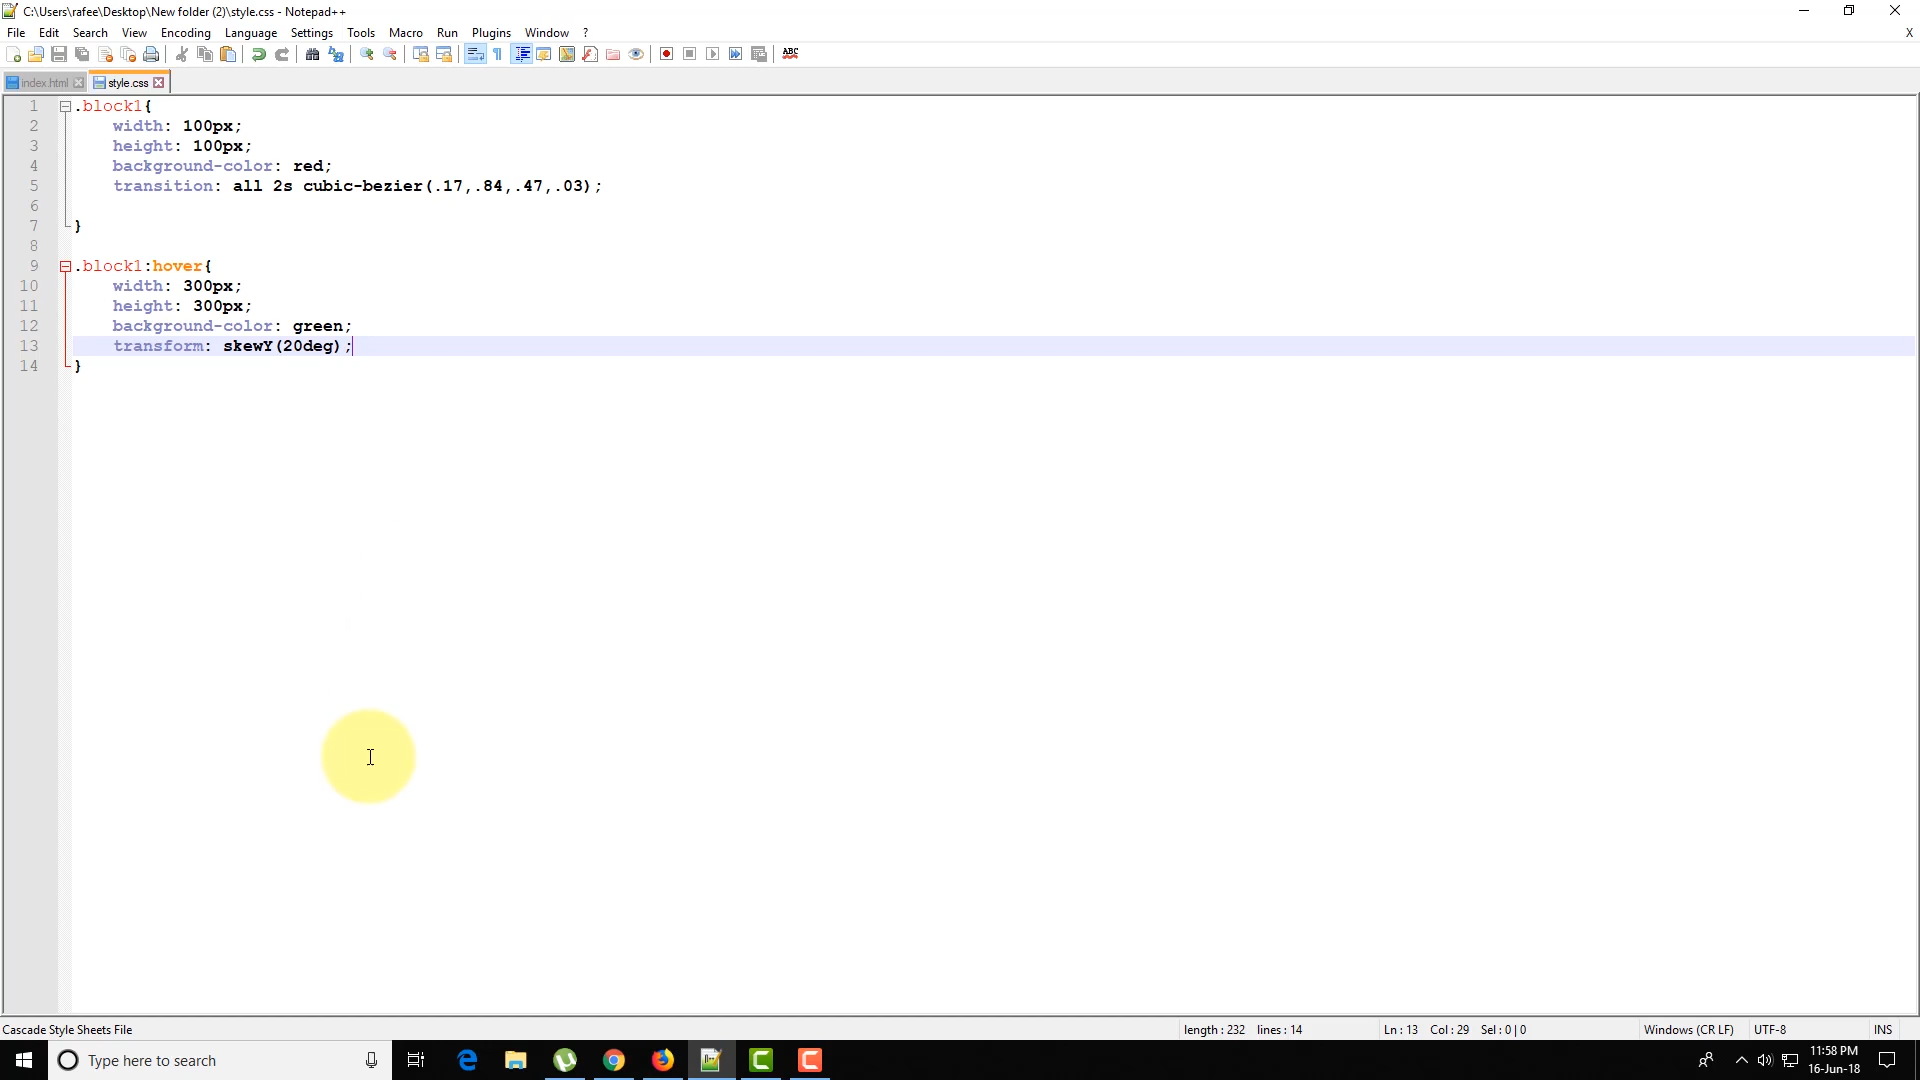 C:\Users\rafee\Desktop\New folder (2)\style.css - Notepad++
File Edit Search View Encoding Language Settings Tools Macro Run Plugins Window ? X
ABC
index.html style.css
1 .block1{
2 width: 100px;
3 height: 100px;
4 background-color: red;
5 transition: all 2s cubic-bezier(.17,.84,.47,.03);
6
7 }
8
9 .block1:hover{
10 width: 300px;
11 height: 300px;
12 background-color: green;
13 transform: skewY(20deg);
14 }
Cascade Style Sheets File length : 232 lines : 14 Ln : 13 Col : 29 Sel : 0 | 0 Windows (CR LF) UTF-8 INS
Type here to search 11:58 PM
16-Jun-18